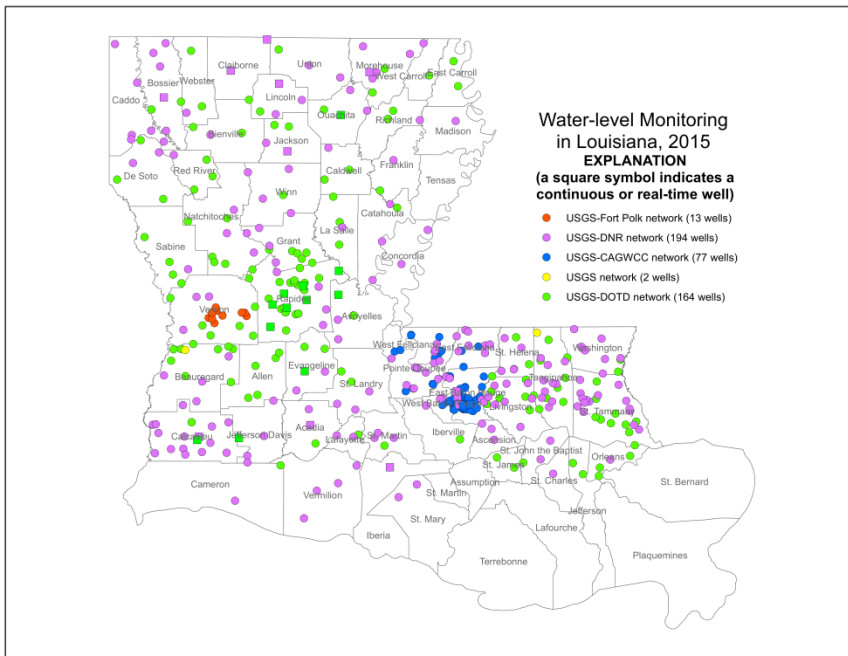 Water-level Monitoring
in Louisiana, 2015
EXPLANATION
(a square symbol indicates a
continuous or real-time well)
USGS-Fort Polk network (13 wells)
USGS-DNR network (194 wells)
USGS-CAGWCC network (77 wells)
USGS network (2 wells)
USGS-DOTD network (164 wells)
Claiborne
Union
Morehouse
West Carroll
East Carroll
Bossier
Webster
Caddo
Lincoln
Ouachita
Richland
Madison
Bienville
Jackson
De Soto
Red River
Caldwell
Franklin
Tensas
Winn
Natchitoches
Catahoula
La Salle
Sabine
Grant
Concordia
Rapides
Vernon
Avoyelles
West Feliciana
St. Helena
Washington
Pointe Coupee
Tangipahoa
Beauregard
Allen
Evangeline
St. Landry
East Baton Rouge
West Ba
Livingston
St. Tammany
Calcasieu
Jefferson Davis
Acadia
Lafayette
St. Martin
Iberville
Ascension
Orleans
St. John the Baptist
St. James
Cameron
Vermilion
Assumption
St. Charles
St. Bernard
St. Martin
Iberia
St. Mary
Jefferson
Lafourche
Terrebonne
Plaquemines